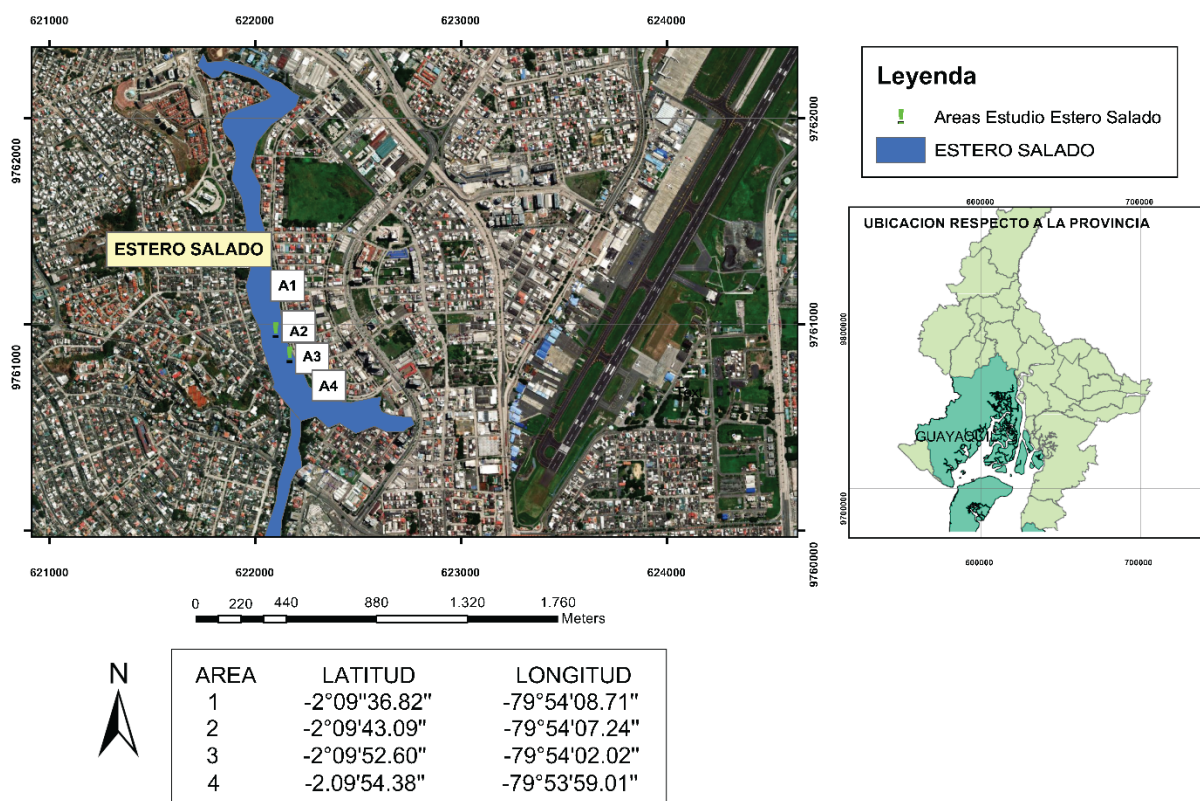 621000 622000 623000 624000
9762000
9762000
9761000
9761000
9760000
ESTERO SALADO
A1
A2
A3
A4
621000 622000 623000 624000
0 220 440 880 1.320 1.760
Meters
Leyenda
Areas Estudio Estero Salado
ESTERO SALADO
600000 700000
UBICACION RESPECTO A LA PROVINCIA
9800000
9800000
GUAYAQUIL
9700000
9700000
600000 700000
N
AREA LATITUD LONGITUD
1 -2°09"36.82" -79°54'08.71"
2 -2°09'43.09" -79°54'07.24"
3 -2°09'52.60" -79°54'02.02"
4 -2.09'54.38" -79°53'59.01"